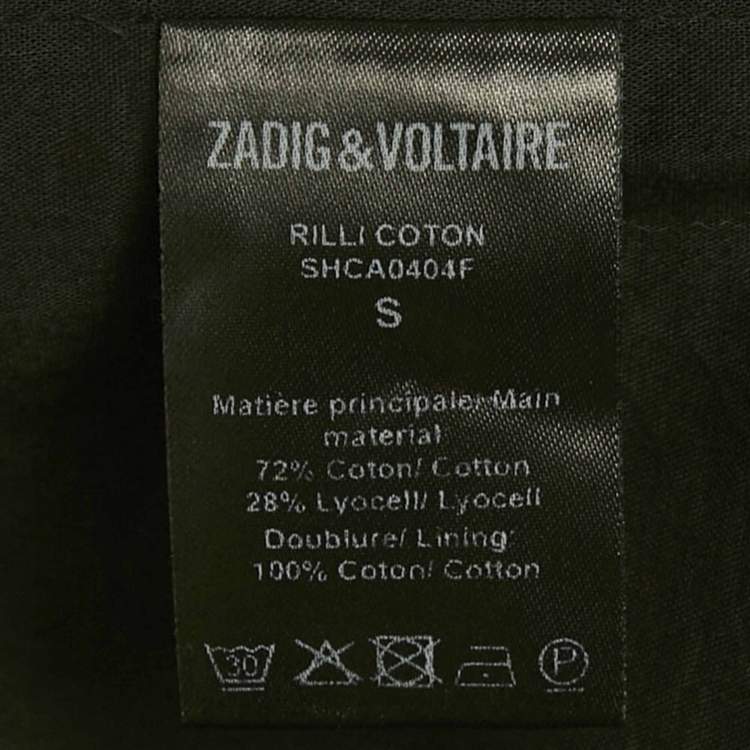 ZADIG & VOLTAIRE
RILLI COTON
SHCA0404F
S
Matière principale/ Main
material
72% Coton/ Cotton
28% Lyocell/ Lyocell
Doublure/ Lining
100% Coton/ Cotton
30 P